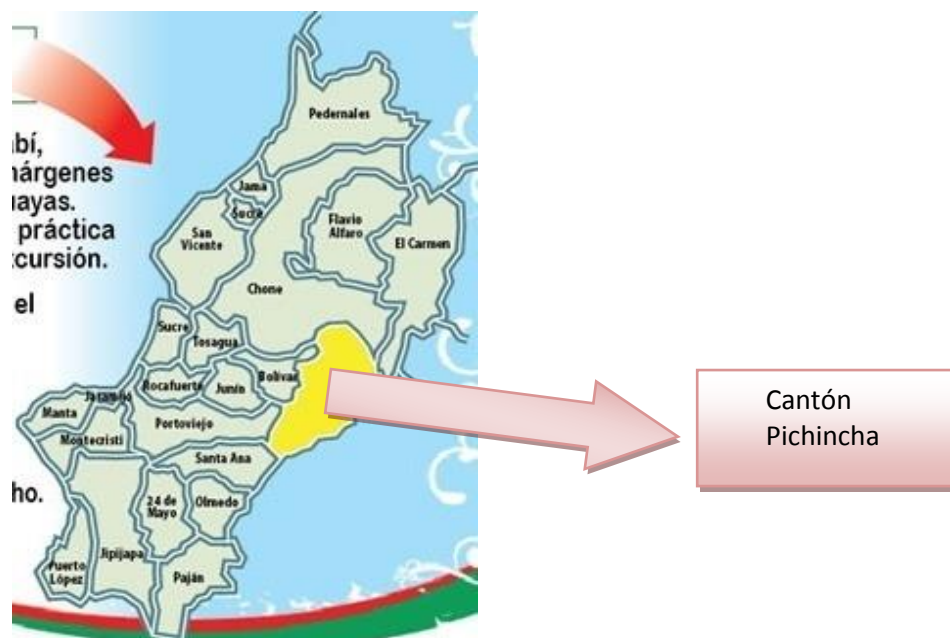 bí,
árgenes
uayas.
práctica
cursión.
el
ho.
Pedernales
Jama
Sucre
San
Vicente
Flavio
Alfaro
El Carmen
Chone
Sucre
Tosagua
Rocafuerte
Junín
Bolívar
Manta
Jaramijó
Montecristi
Portoviejo
Santa Ana
24 de
Mayo
Olmedo
Jipijapa
Puerto
López
Paján
Cantón
Pichincha